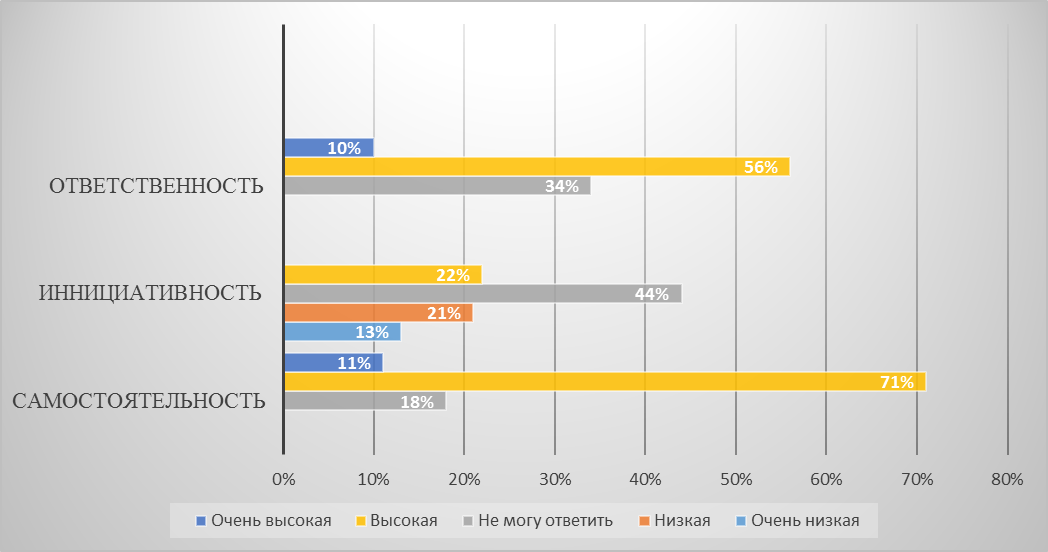 10%
56%
ОТВЕТСТВЕННОСТЬ
34%
22%
ИННИЦИАТИВНОСТЬ
44%
21%
13%
11%
71%
САМОСТОЯТЕЛЬНОСТЬ
18%
0% 10% 20% 30% 40% 50% 60% 70% 80%
Очень высокая Высокая Не могу ответить Низкая Очень низкая